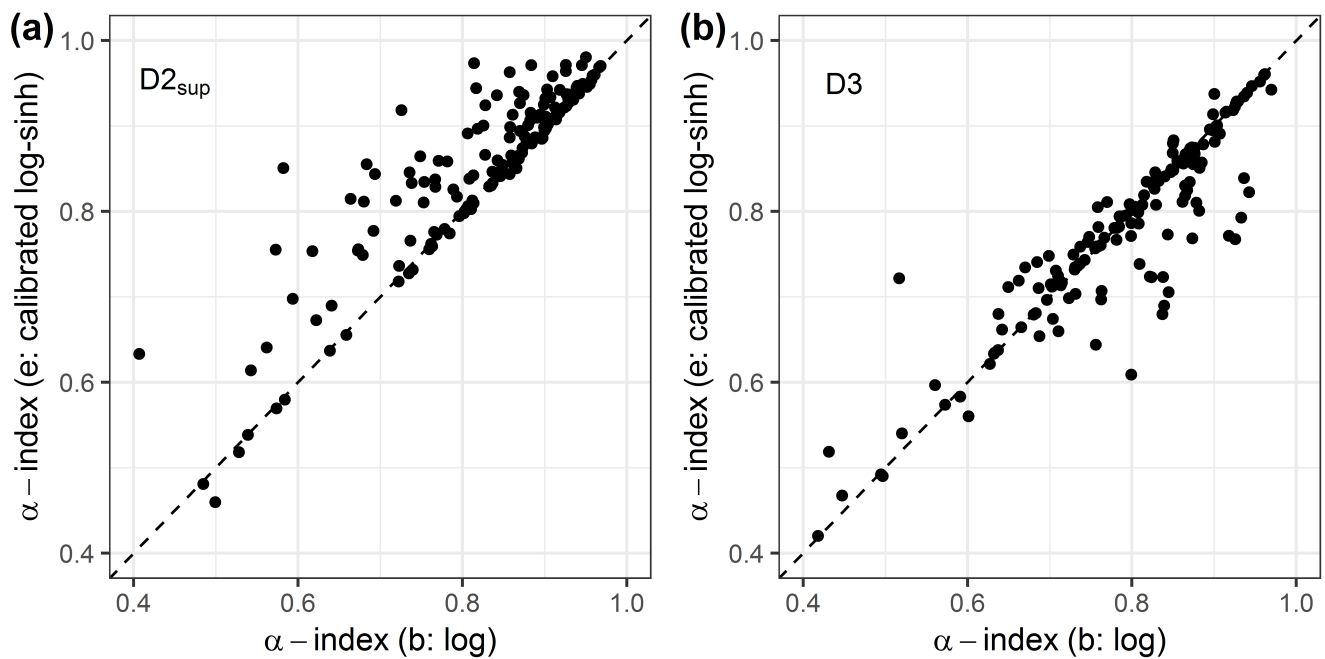 (a)
D2sup
α – index (e: calibrated log-sinh)
1.0
0.8
0.6
0.4
0.4 0.6 0.8 1.0
α – index (b: log)
(b)
D3
α – index (e: calibrated log-sinh)
1.0
0.8
0.6
0.4
0.4 0.6 0.8 1.0
α – index (b: log)